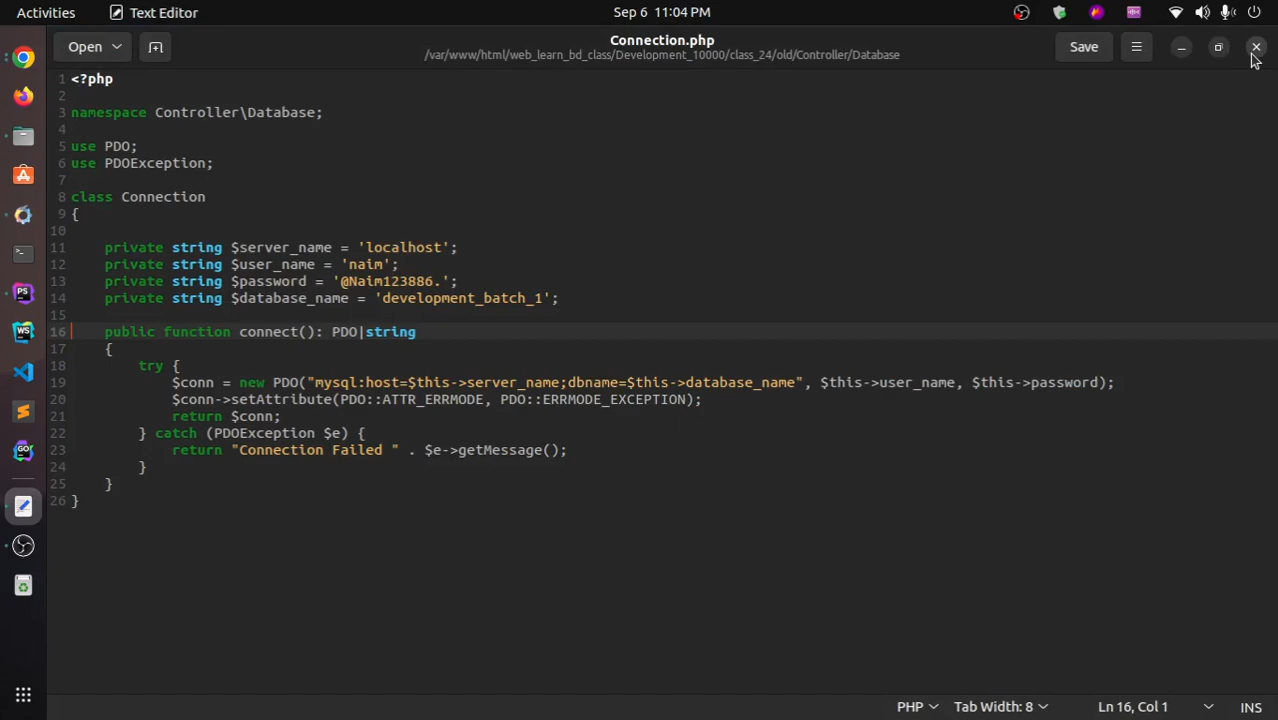 Activities
Text Editor
Sep 6 11:04 PM
Open
Connection.php
/var/www/html/web_learn_bd_class/Development_10000/class_24/old/Controller/Database
Save
1 <?php
2
3 namespace Controller\Database;
4
5 use PDO;
6 use PDOException;
7
8 class Connection
9 {
10
11     private string $server_name = 'localhost';
12     private string $user_name = 'naim';
13     private string $password = '@Naim123886.';
14     private string $database_name = 'development_batch_1';
15
16     public function connect(): PDO|string
17     {
18         try {
19             $conn = new PDO("mysql:host=$this->server_name;dbname=$this->database_name", $this->user_name, $this->password);
20             $conn->setAttribute(PDO::ATTR_ERRMODE, PDO::ERRMODE_EXCEPTION);
21             return $conn;
22         } catch (PDOException $e) {
23             return "Connection Failed " . $e->getMessage();
24         }
25     }
26 }
PS
WS
GO
PHP
Tab Width: 8
Ln 16, Col 1
INS